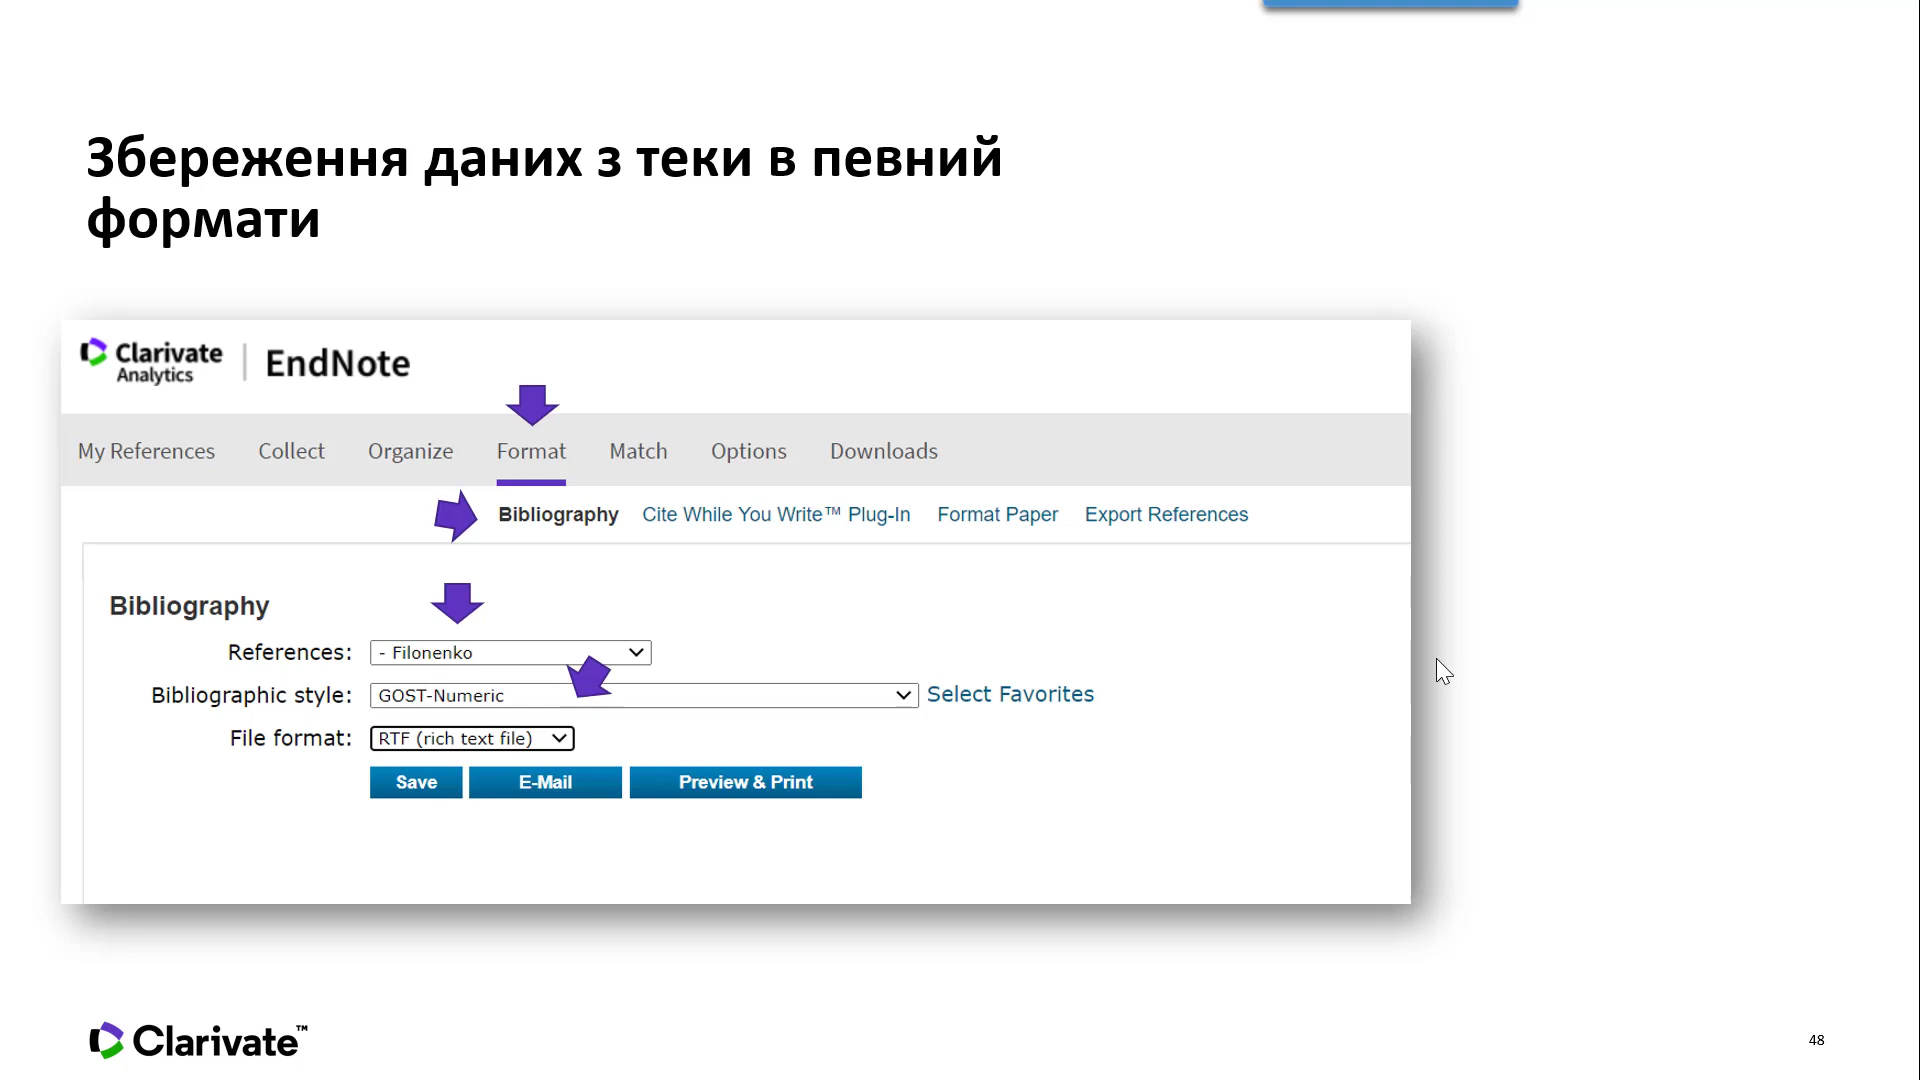 Збереження даних з теки в певний
формати
Clarivate
Analytics
EndNote
My References Collect Organize Format Match Options Downloads
Bibliography Cite While You Write™ Plug-In Format Paper Export References
Bibliography
References: - Filonenko
Bibliographic style: GOST-Numeric Select Favorites
File format: RTF (rich text file)
Save E-Mail Preview & Print
Clarivate™
48